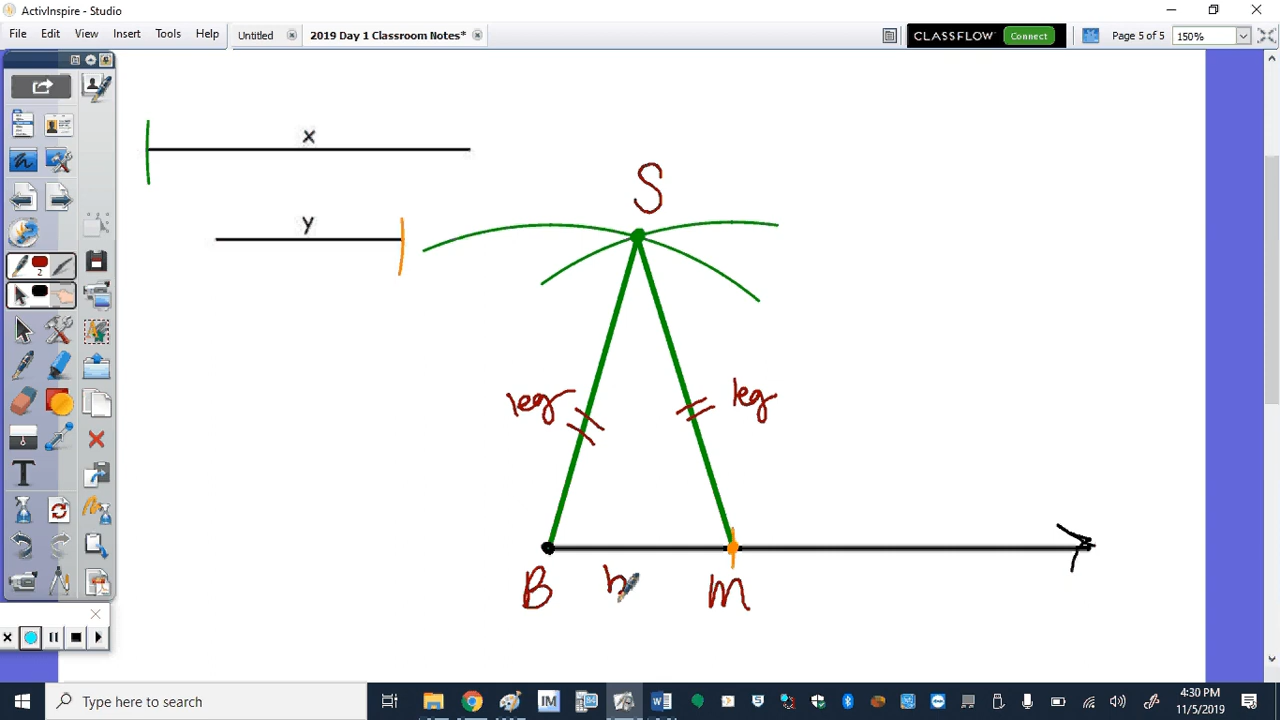 ActivInspire - Studio
File Edit View Insert Tools Help Untitled 2019 Day 1 Classroom Notes* CLASSFLOW Connect Page 5 of 5 150%
x
S
y
2
leg leg
T
B M
Type here to search
4:30 PM
11/5/2019